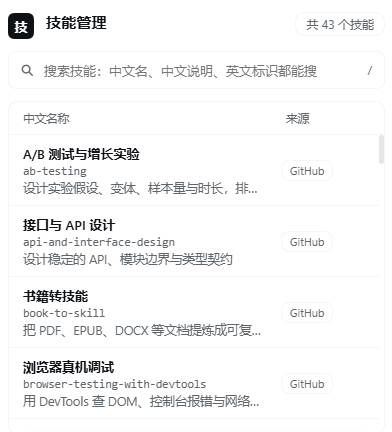 技 技能管理 共 43 个技能
搜索技能：中文名、中文说明、英文标识都能搜 /
中文名称 来源
A/B 测试与增长实验
ab-testing GitHub
设计实验假设、变体、样本量与时长，排...
接口与 API 设计
api-and-interface-design GitHub
设计稳定的 API、模块边界与类型契约
书籍转技能
book-to-skill GitHub
把 PDF、EPUB、DOCX 等文档提炼成可复...
浏览器真机调试
browser-testing-with-devtools GitHub
用 DevTools 查 DOM、控制台报错与网络...